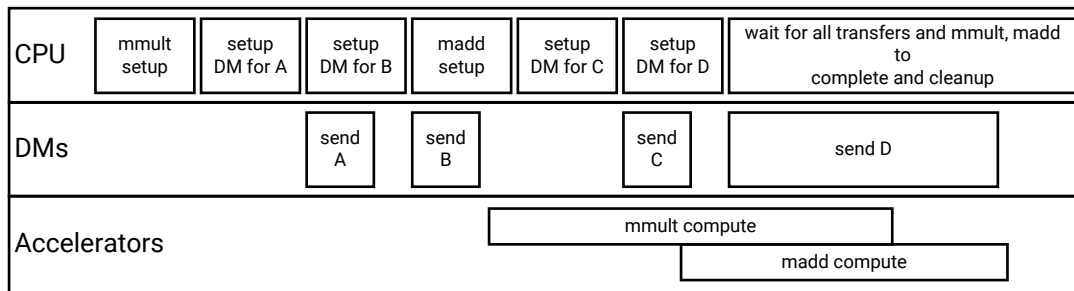 CPU
mmult
setup
setup
DM for A
setup
DM for B
madd
setup
setup
DM for C
setup
DM for D
wait for all transfers and mmult, madd
to
complete and cleanup
DMs
send
A
send
B
send
C
send D
Accelerators
mmult compute
madd compute